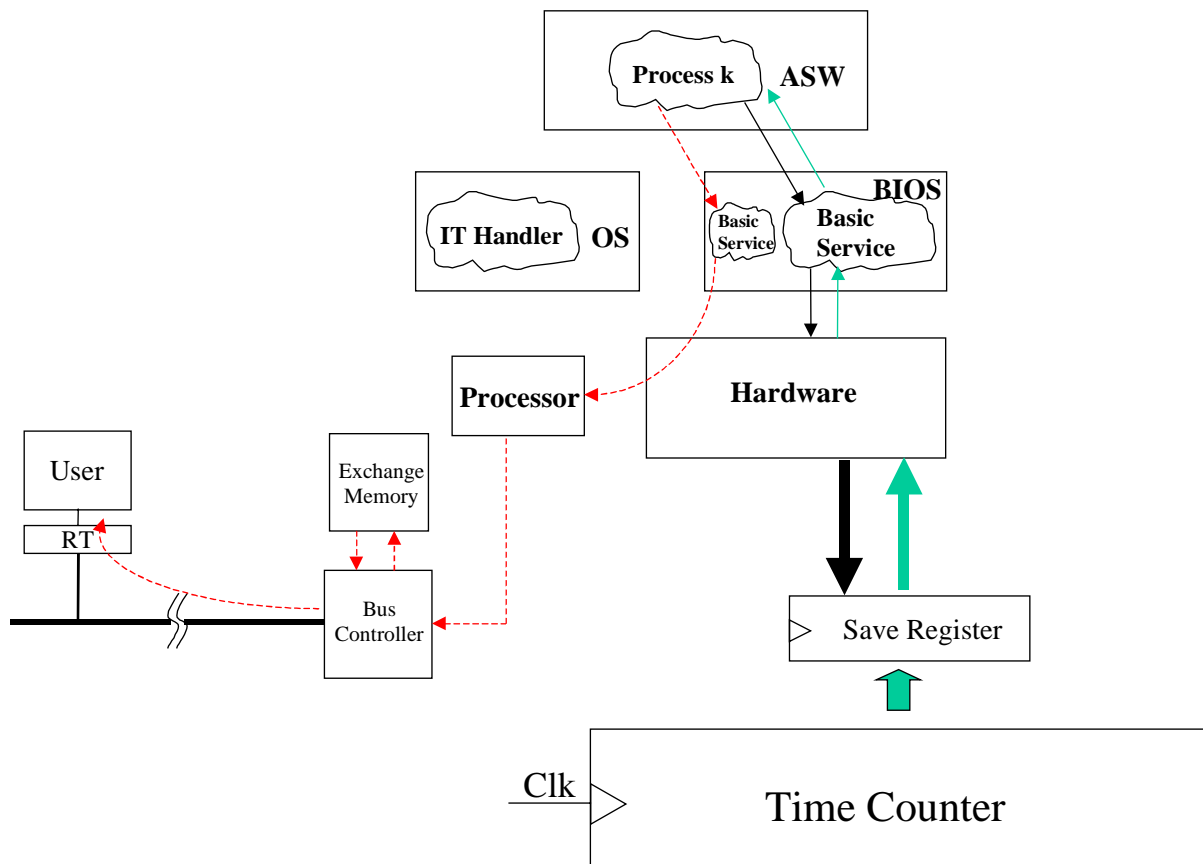 Process k
ASW
BIOS
IT Handler
OS
Basic
Service
Basic
Service
Processor
Hardware
User
RT
Exchange
Memory
Bus
Controller
Save Register
Clk
Time Counter